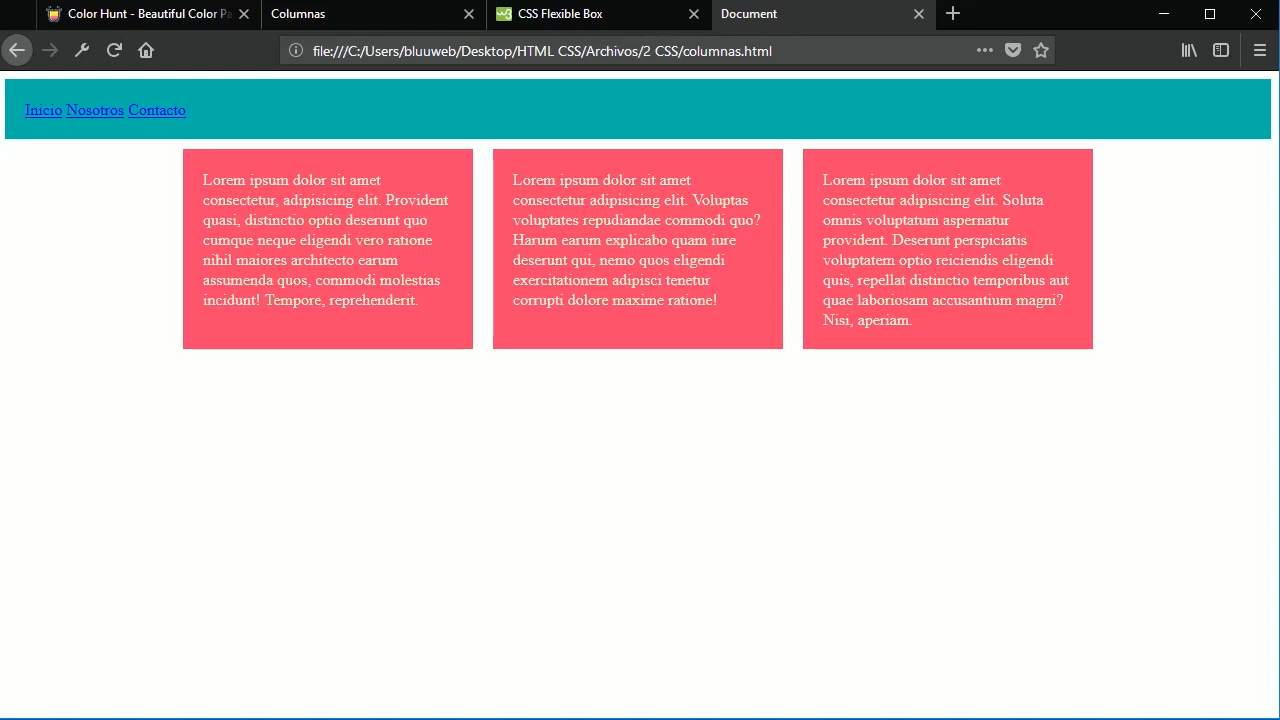 Color Hunt - Beautiful Color Pa
Columnas
CSS Flexible Box
Document
file:///C:/Users/bluuweb/Desktop/HTML CSS/Archivos/2 CSS/columnas.html
Inicio Nosotros Contacto
Lorem ipsum dolor sit amet
consectetur, adipisicing elit. Provident
quasi, distinctio optio deserunt quo
cumque neque eligendi vero ratione
nihil maiores architecto earum
assumenda quos, commodi molestias
incidunt! Tempore, reprehenderit.
Lorem ipsum dolor sit amet
consectetur adipisicing elit. Voluptas
voluptates repudiandae commodi quo?
Harum earum explicabo quam iure
deserunt qui, nemo quos eligendi
exercitationem adipisci tenetur
corrupti dolore maxime ratione!
Lorem ipsum dolor sit amet
consectetur adipisicing elit. Soluta
omnis voluptatum aspernatur
provident. Deserunt perspiciatis
voluptatem optio reiciendis eligendi
quis, repellat distinctio temporibus aut
quae laboriosam accusantium magni?
Nisi, aperiam.